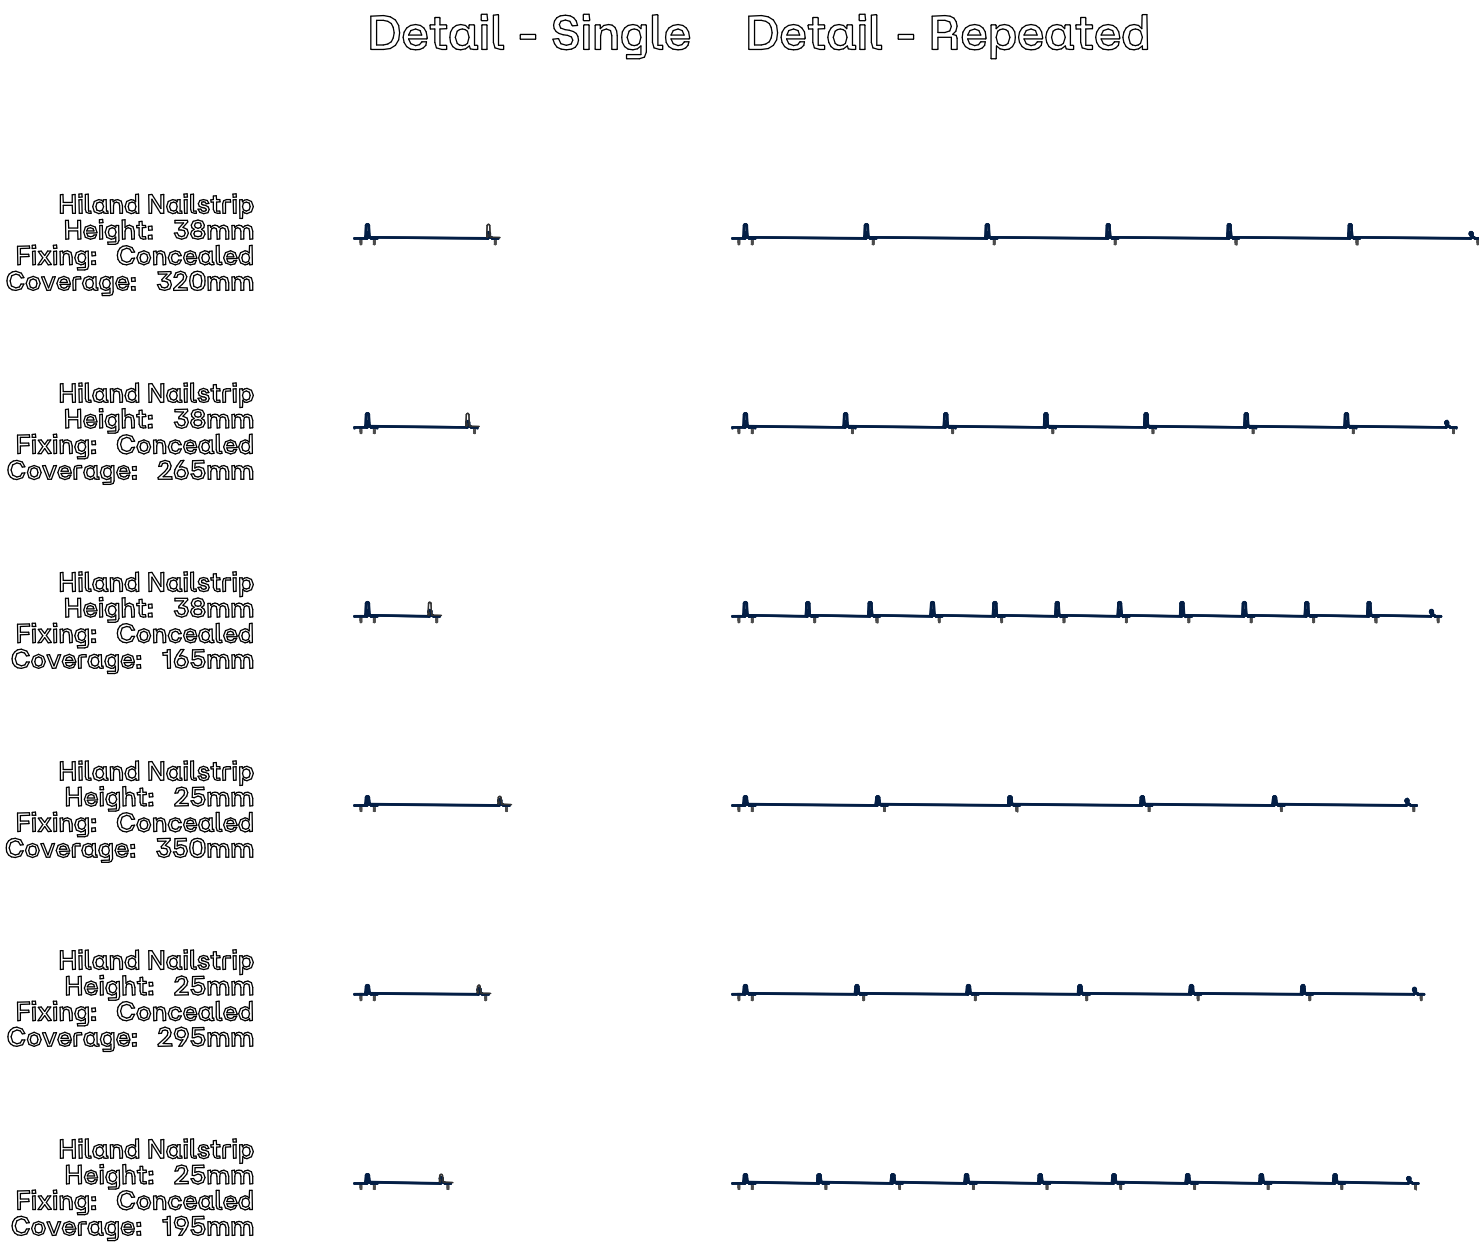 Detail - Single Detail - Repeated
Hiland Nailstrip
Height: 38mm
Fixing: Concealed
Coverage: 320mm
Hiland Nailstrip
Height: 38mm
Fixing: Concealed
Coverage: 265mm
Hiland Nailstrip
Height: 38mm
Fixing: Concealed
Coverage: 165mm
Hiland Nailstrip
Height: 25mm
Fixing: Concealed
Coverage: 350mm
Hiland Nailstrip
Height: 25mm
Fixing: Concealed
Coverage: 295mm
Hiland Nailstrip
Height: 25mm
Fixing: Concealed
Coverage: 195mm